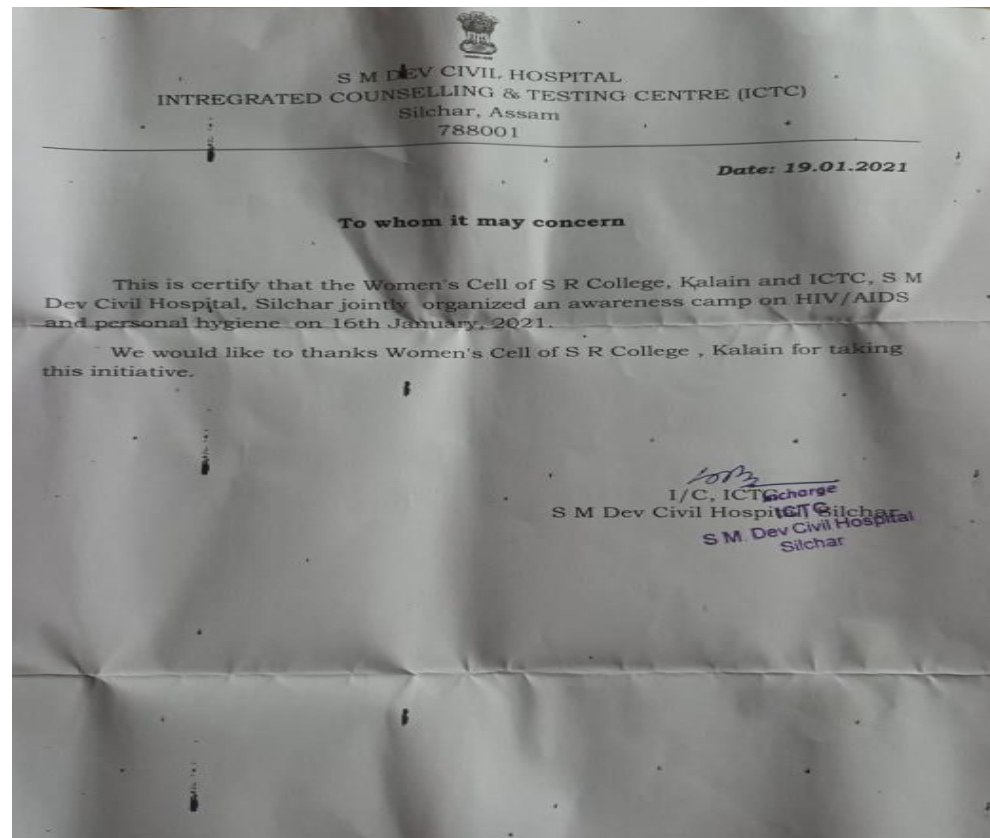 S M DEV CIVIL HOSPITAL
INTREGRATED COUNSELLING & TESTING CENTRE (ICTC)
Silchar, Assam
788001
Date: 19.01.2021
To whom it may concern
This is certify that the Women's Cell of S R College, Kalain and ICTC, S M
Dev Civil Hospital, Silchar jointly organized an awareness camp on HIV/AIDS
and personal hygiene on 16th January, 2021.
We would like to thanks Women's Cell of S R College , Kalain for taking
this initiative.
I/C, ICTC
S M Dev Civil Hospital, Silchar
Incharge
ICTC
S M. Dev Civil Hospital
Silchar